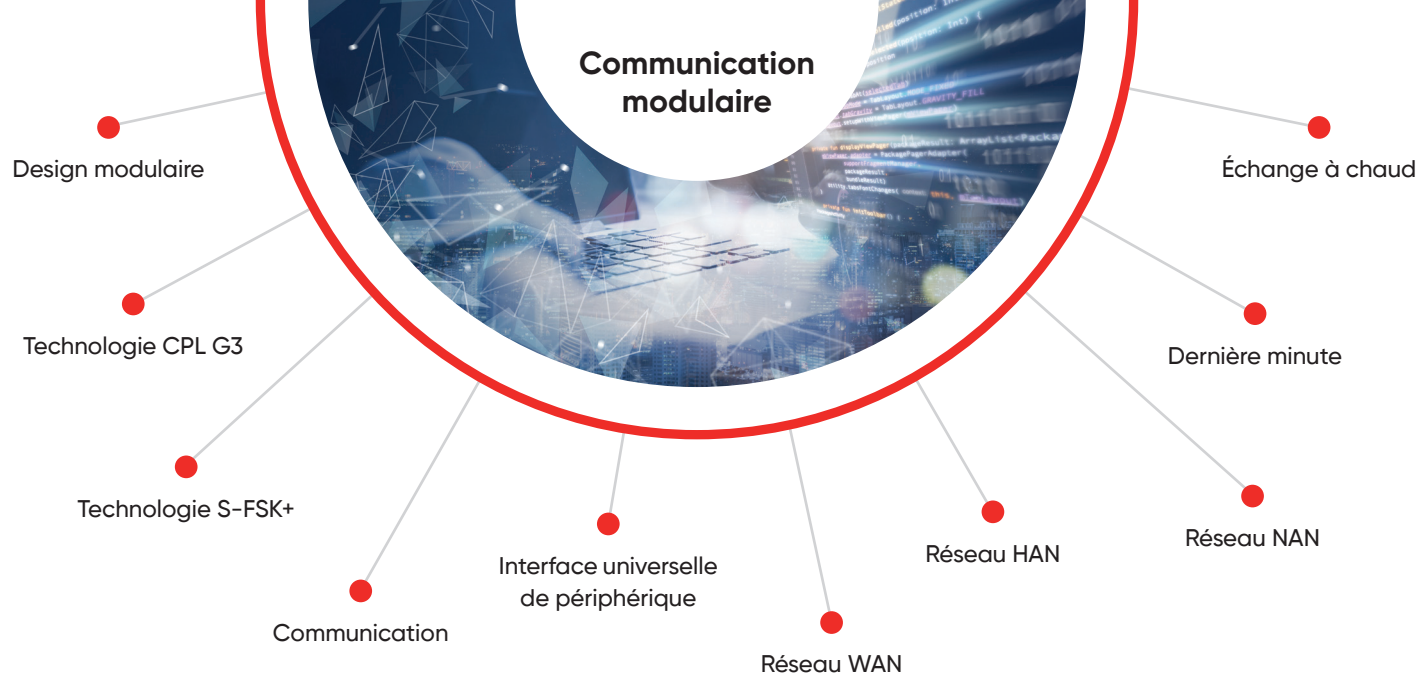 Communication
modulaire
Design modulaire
Technologie CPL G3
Technologie S-FSK+
Communication
Interface universelle
de périphérique
Réseau WAN
Réseau HAN
Réseau NAN
Dernière minute
Échange à chaud